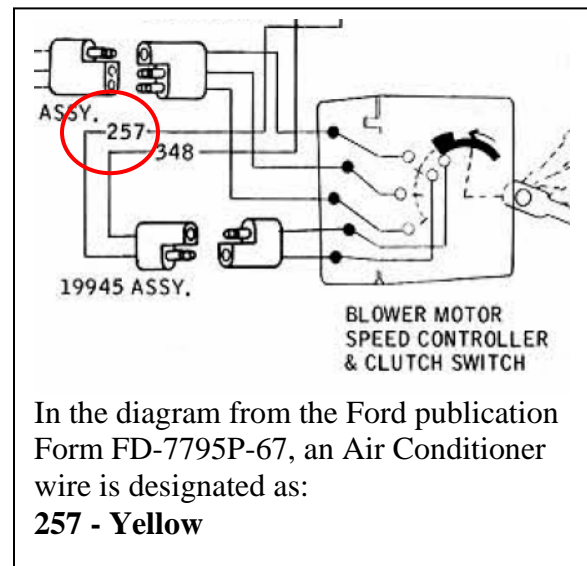 ASSY.
257
348
19945 ASSY.
BLOWER MOTOR
SPEED CONTROLLER
& CLUTCH SWITCH
In the diagram from the Ford publication
Form FD-7795P-67, an Air Conditioner
wire is designated as:
257 - Yellow